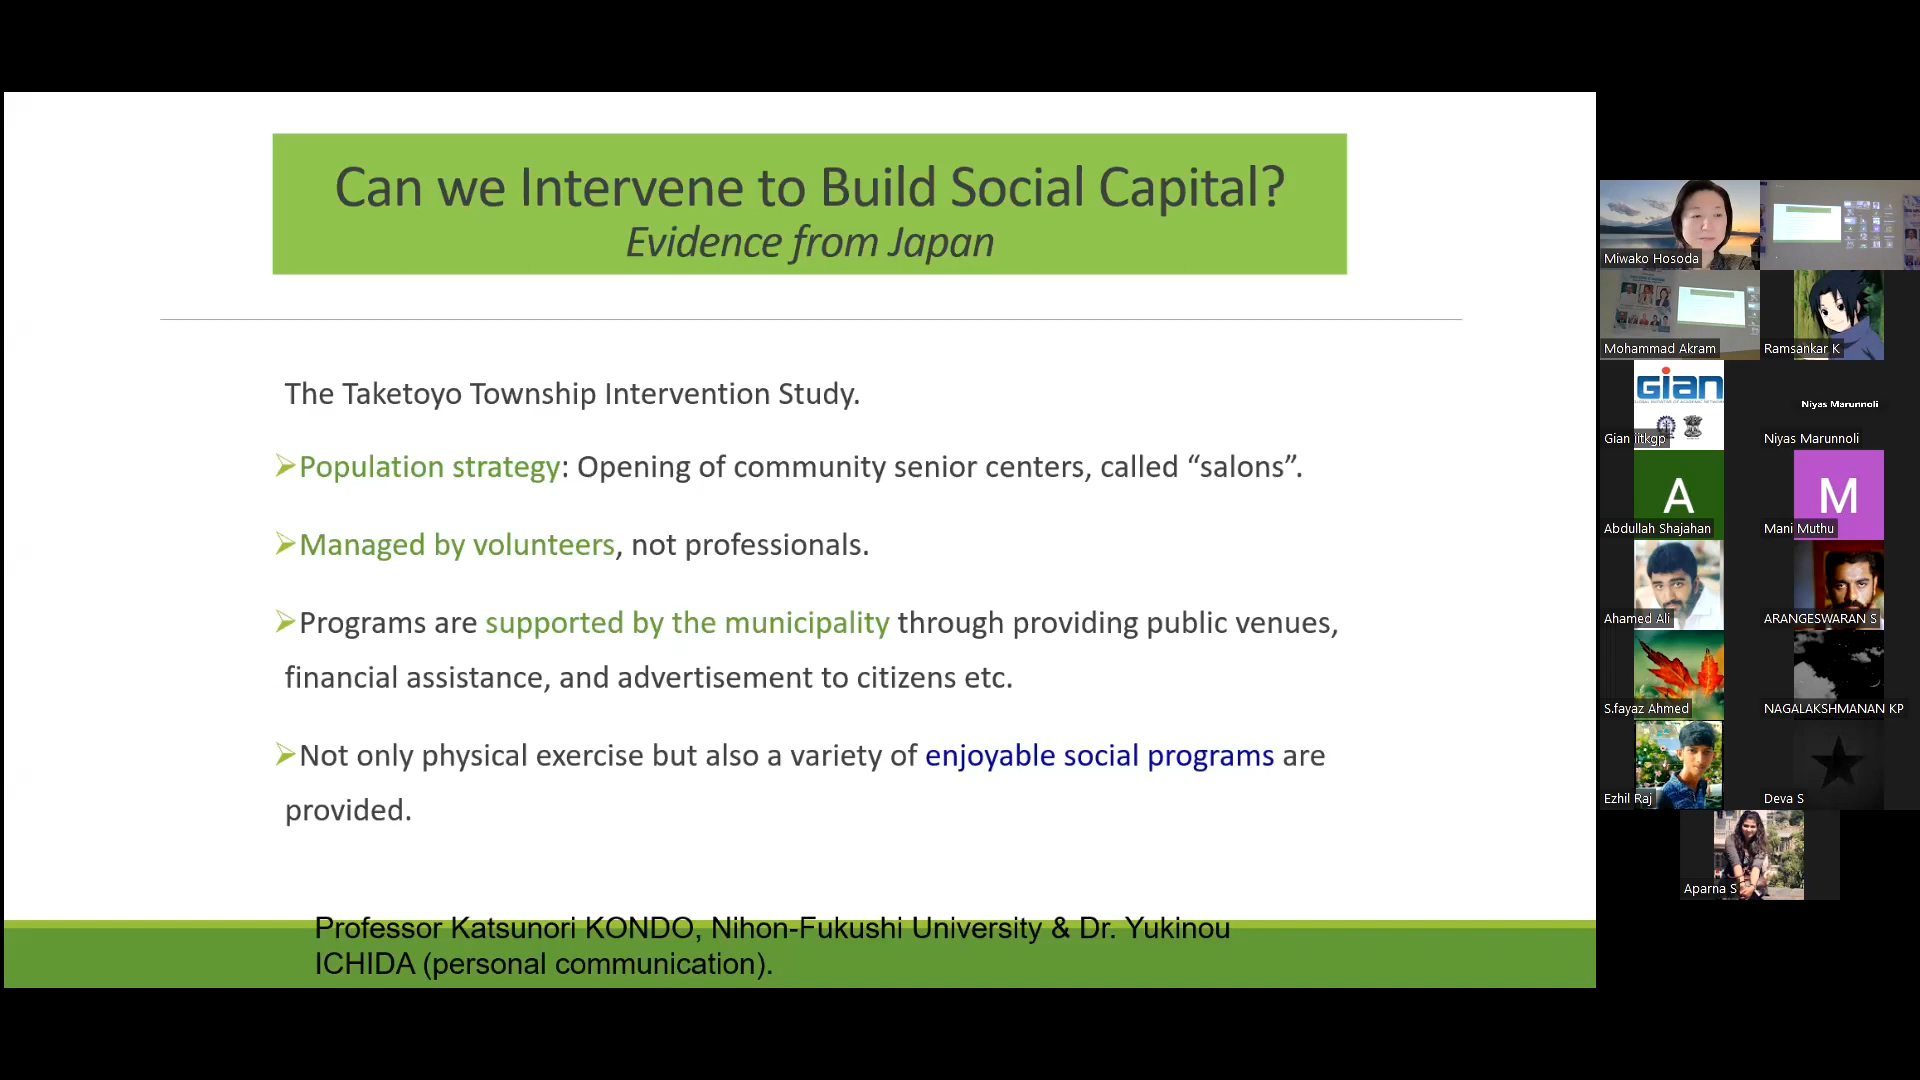 Can we Intervene to Build Social Capital?
Evidence from Japan
The Taketoyo Township Intervention Study.
Population strategy: Opening of community senior centers, called “salons”.
Managed by volunteers, not professionals.
Programs are supported by the municipality through providing public venues,
financial assistance, and advertisement to citizens etc.
Not only physical exercise but also a variety of enjoyable social programs are
provided.
Professor Katsunori KONDO, Nihon-Fukushi University & Dr. Yukinou
ICHIDA (personal communication).
Miwako Hosoda
Mohammad Akram
Ramsankar K
Gian
Gian iitkgp
Niyas Marunnoli
Niyas Marunnoli
A
Abdullah Shajahan
M
Mani Muthu
Ahamed Ali
ARANGESWARAN S
S.fayaz Ahmed
NAGALAKSHMANAN KP
Ezhil Raj
Deva S
Aparna S